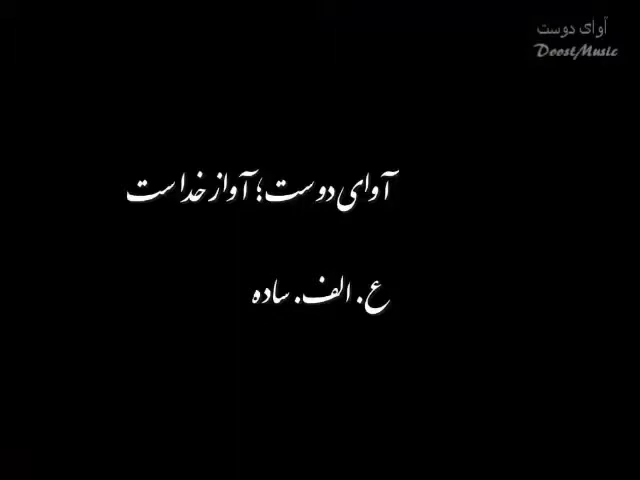 آوای دوست
DoostMusic
آوای دوست؛ آواز خداست
ع. الف. ساده